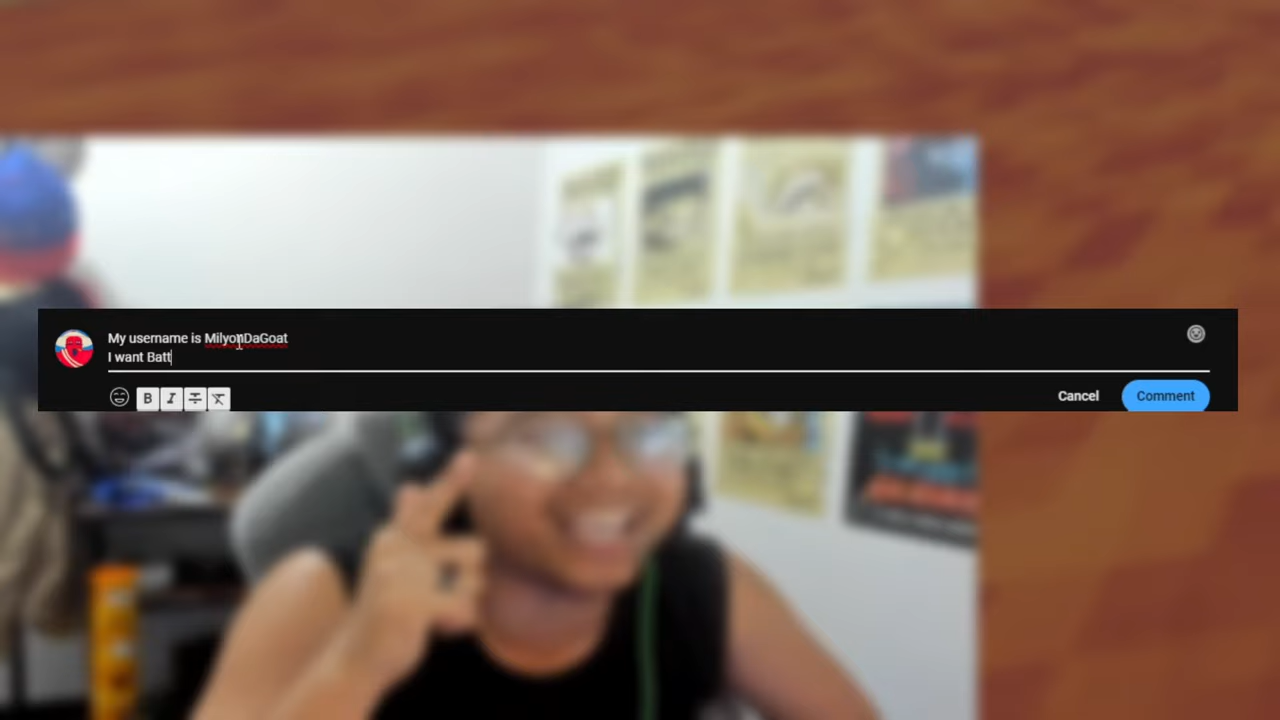 My username is MilyonDaGoat
I want Batt
Cancel
Comment
B I T T